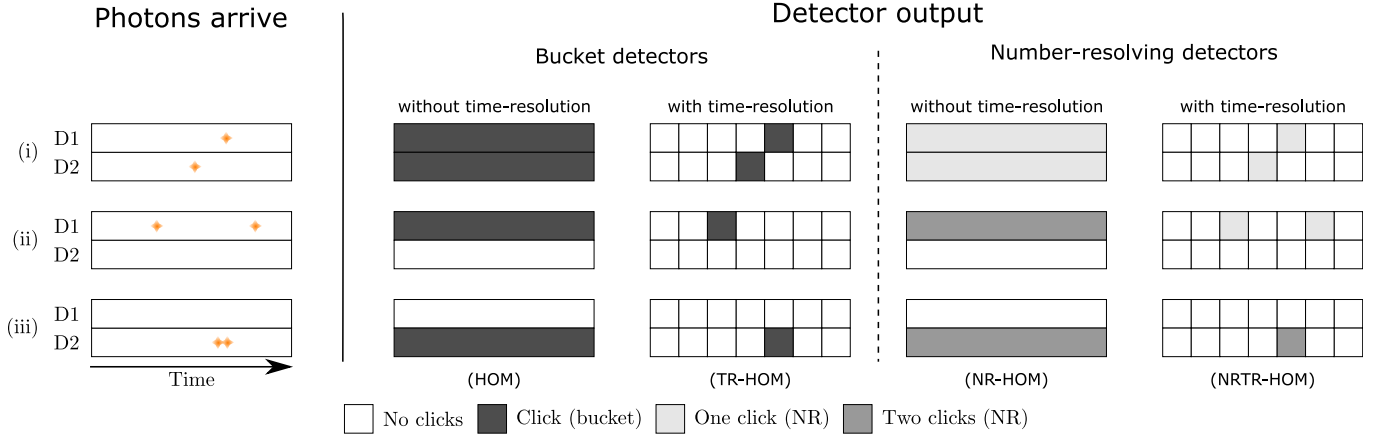 Photons arrive
Detector output
Bucket detectors
Number-resolving detectors
without time-resolution
with time-resolution
without time-resolution
with time-resolution
(i)
D1
D2
(ii)
D1
D2
(iii)
D1
D2
Time
(HOM)
(TR-HOM)
(NR-HOM)
(NRTR-HOM)
No clicks
Click (bucket)
One click (NR)
Two clicks (NR)